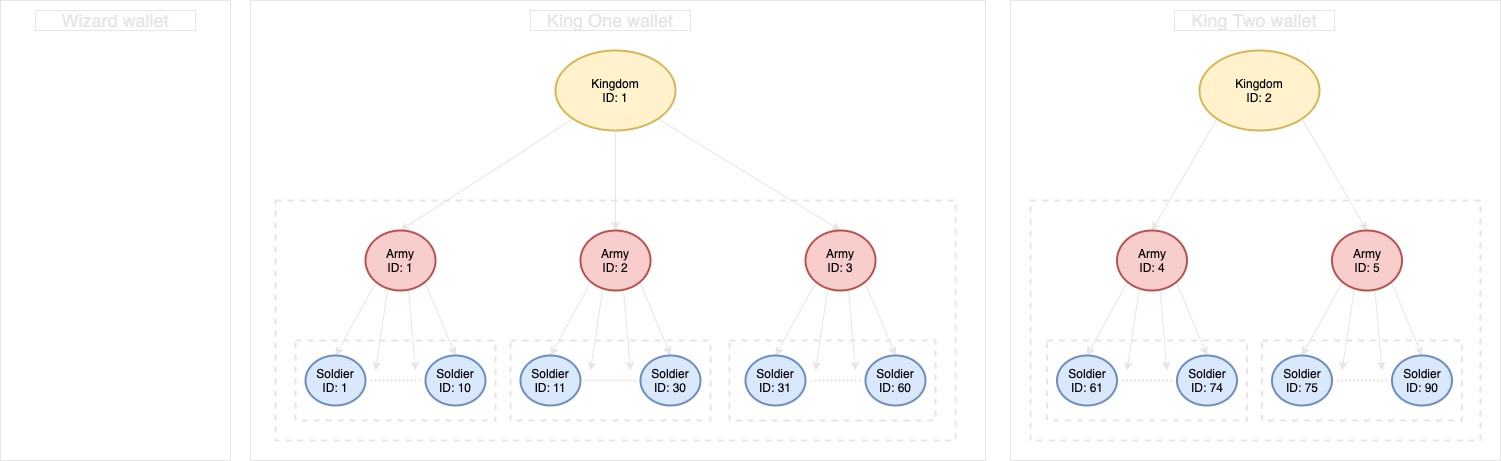 Wizard wallet
King One wallet
King Two wallet
Kingdom
ID: 1
Kingdom
ID: 2
Army
ID: 1
Army
ID: 2
Army
ID: 3
Army
ID: 4
Army
ID: 5
Soldier
ID: 1
Soldier
ID: 10
Soldier
ID: 11
Soldier
ID: 30
Soldier
ID: 31
Soldier
ID: 60
Soldier
ID: 61
Soldier
ID: 74
Soldier
ID: 75
Soldier
ID: 90